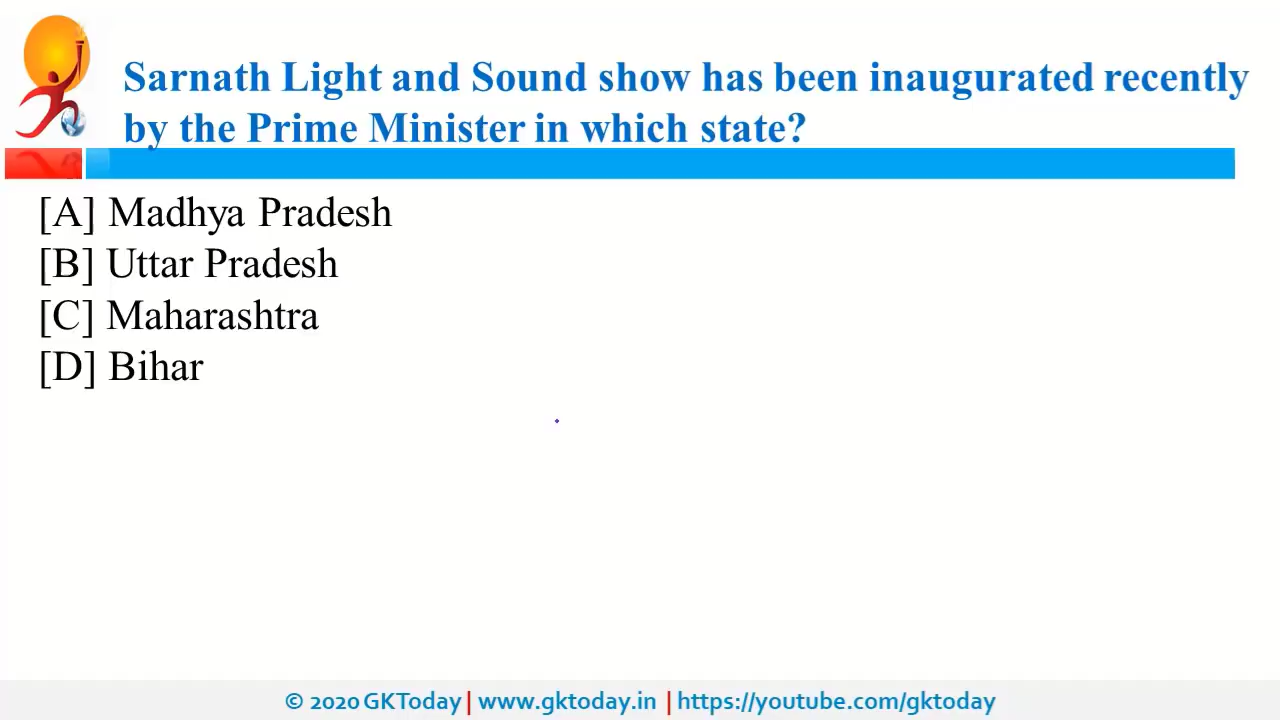 Sarnath Light and Sound show has been inaugurated recently
by the Prime Minister in which state?
[A] Madhya Pradesh
[B] Uttar Pradesh
[C] Maharashtra
[D] Bihar
© 2020 GKToday | www.gktoday.in | https://youtube.com/gktoday